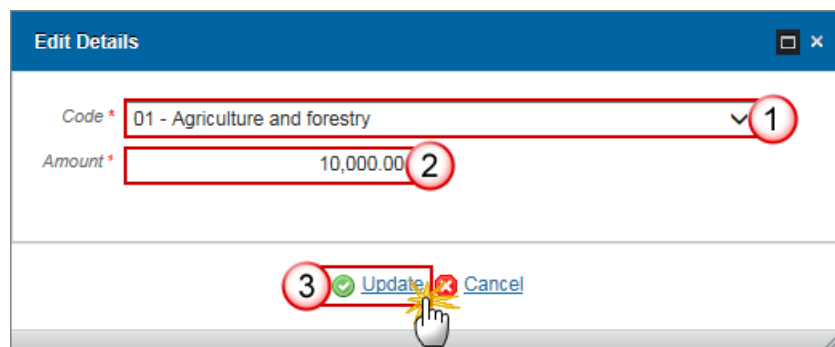 Edit Details
Code * 01 - Agriculture and forestry 1
Amount * 10,000.00 2
3 Update Cancel